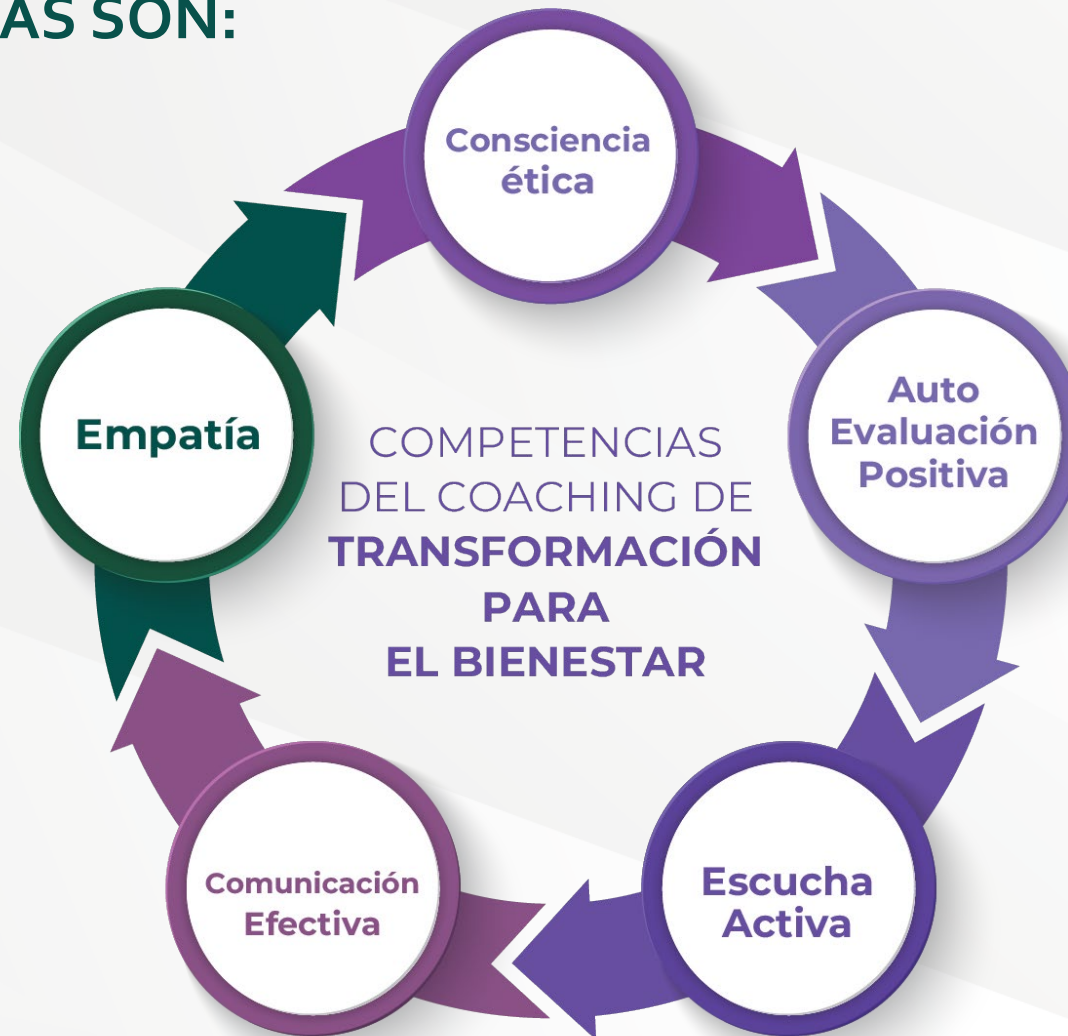 AS SON:
Consciencia
ética
Auto
Evaluación
Positiva
Escucha
Activa
Comunicación
Efectiva
Empatía
COMPETENCIAS
DEL COACHING DE
TRANSFORMACIÓN
PARA
EL BIENESTAR